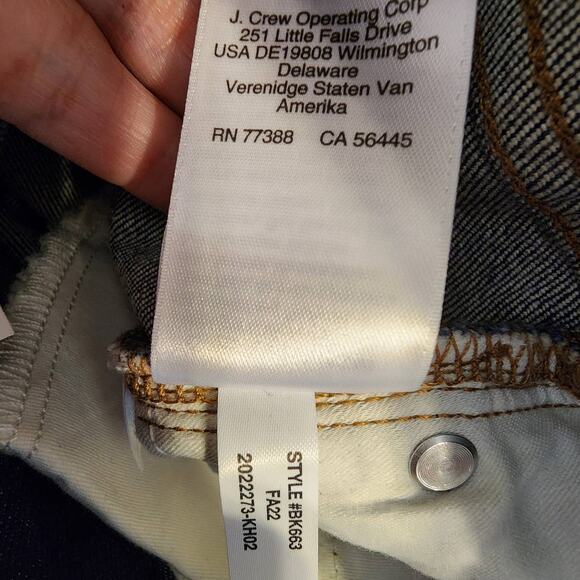 J. Crew Operating Corp
251 Little Falls Drive
USA DE19808 Wilmington
Delaware
Verenidge Staten Van
Amerika
RN 77388 CA 56445
STYLE #BK663
FA22
2022273-KH02